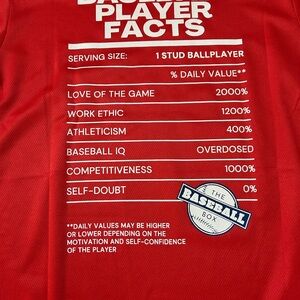 BASEBALL
PLAYER
FACTS
SERVING SIZE: 1 STUD BALLPLAYER
% DAILY VALUE**
LOVE OF THE GAME 2000%
WORK ETHIC 1200%
ATHLETICISM 400%
BASEBALL IQ OVERDOSED
COMPETITIVENESS 1000%
SELF-DOUBT 0%
THE
BASEBALL
BOX
**DAILY VALUES MAY BE HIGHER
OR LOWER DEPENDING ON THE
MOTIVATION AND SELF-CONFIDENCE
OF THE PLAYER